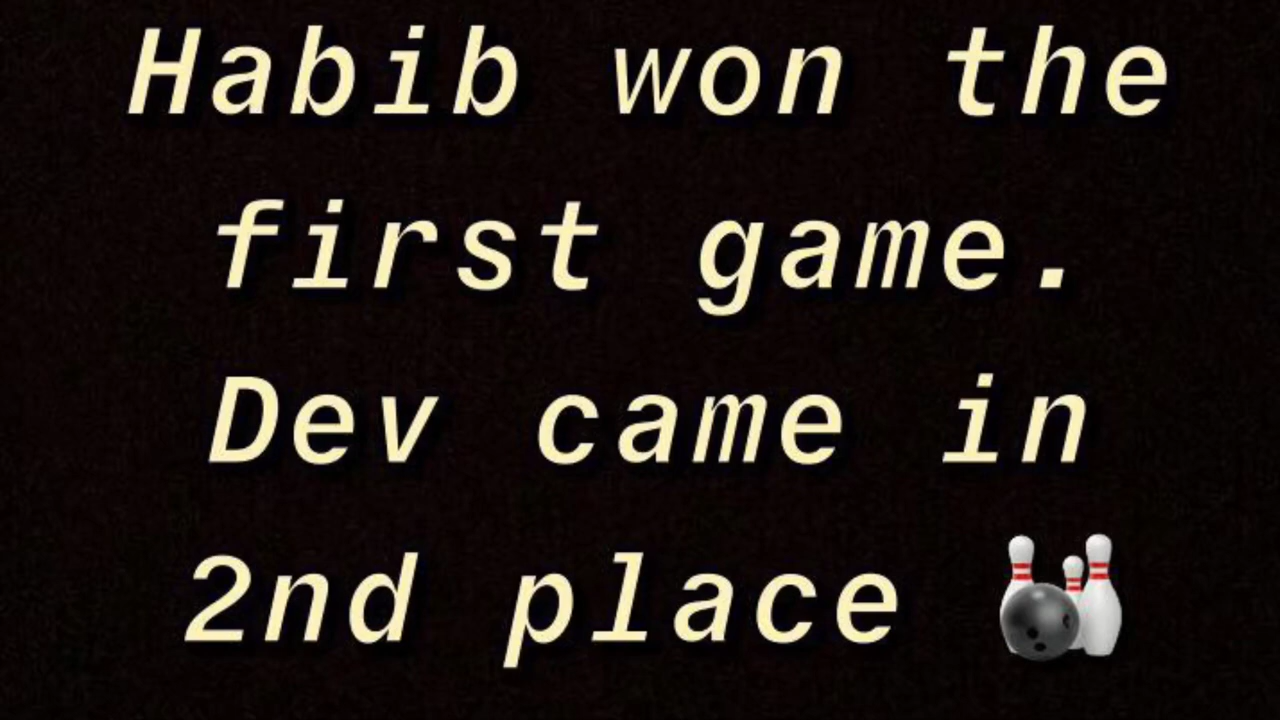 Habib won the
first game.
Dev came in
2nd place 🎳